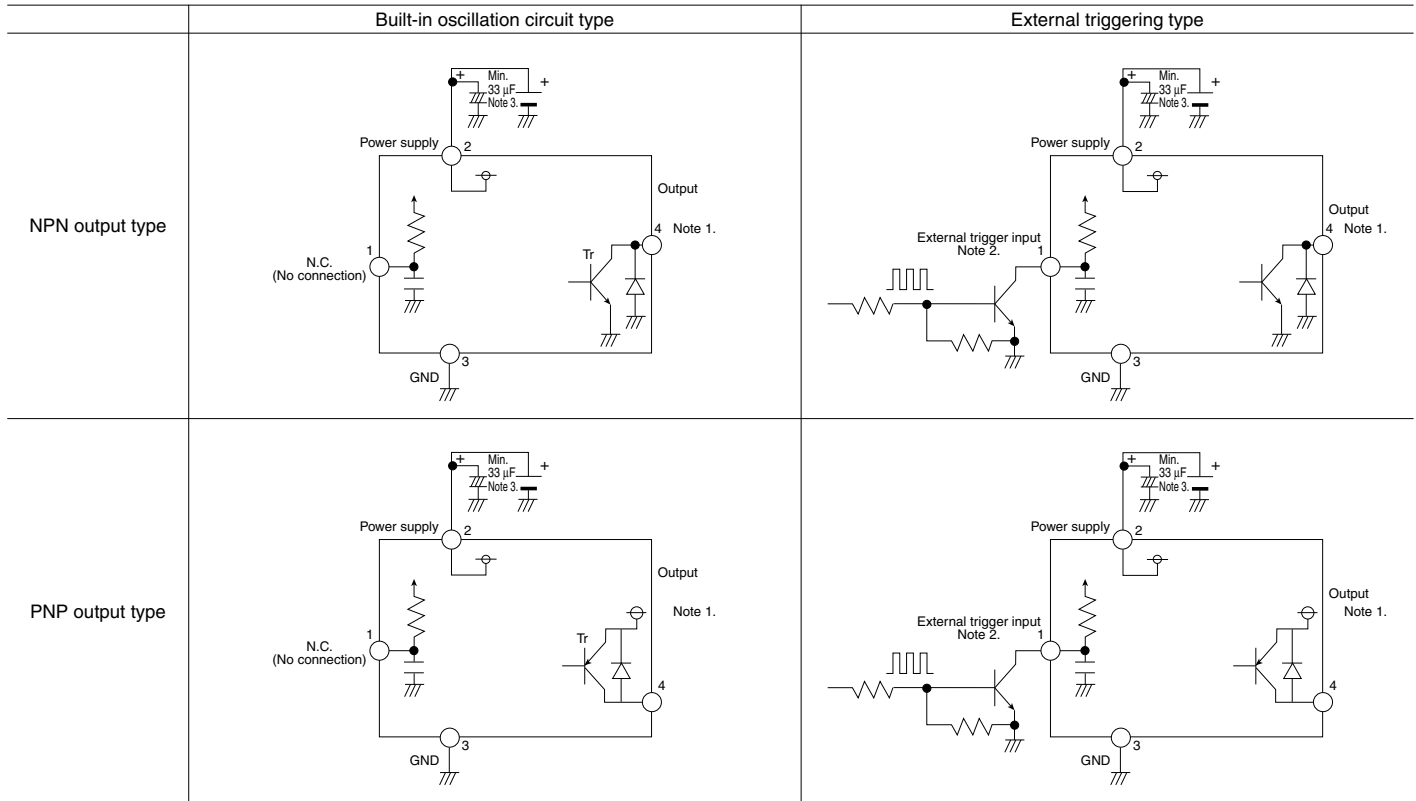 Built-in oscillation circuit type
External triggering type
NPN output type
+
Min.
33 µF
Note 3.
+
Power supply
2
Output
4
Note 1.
1
N.C.
(No connection)
Tr
3
GND
+
Min.
33 µF
Note 3.
+
Power supply
2
Output
4
Note 1.
External trigger input
Note 2.
1
3
GND
PNP output type
+
Min.
33 µF
Note 3.
+
Power supply
2
Output
Note 1.
1
N.C.
(No connection)
Tr
4
3
GND
+
Min.
33 µF
Note 3.
+
Power supply
2
Output
Note 1.
External trigger input
Note 2.
1
4
3
GND